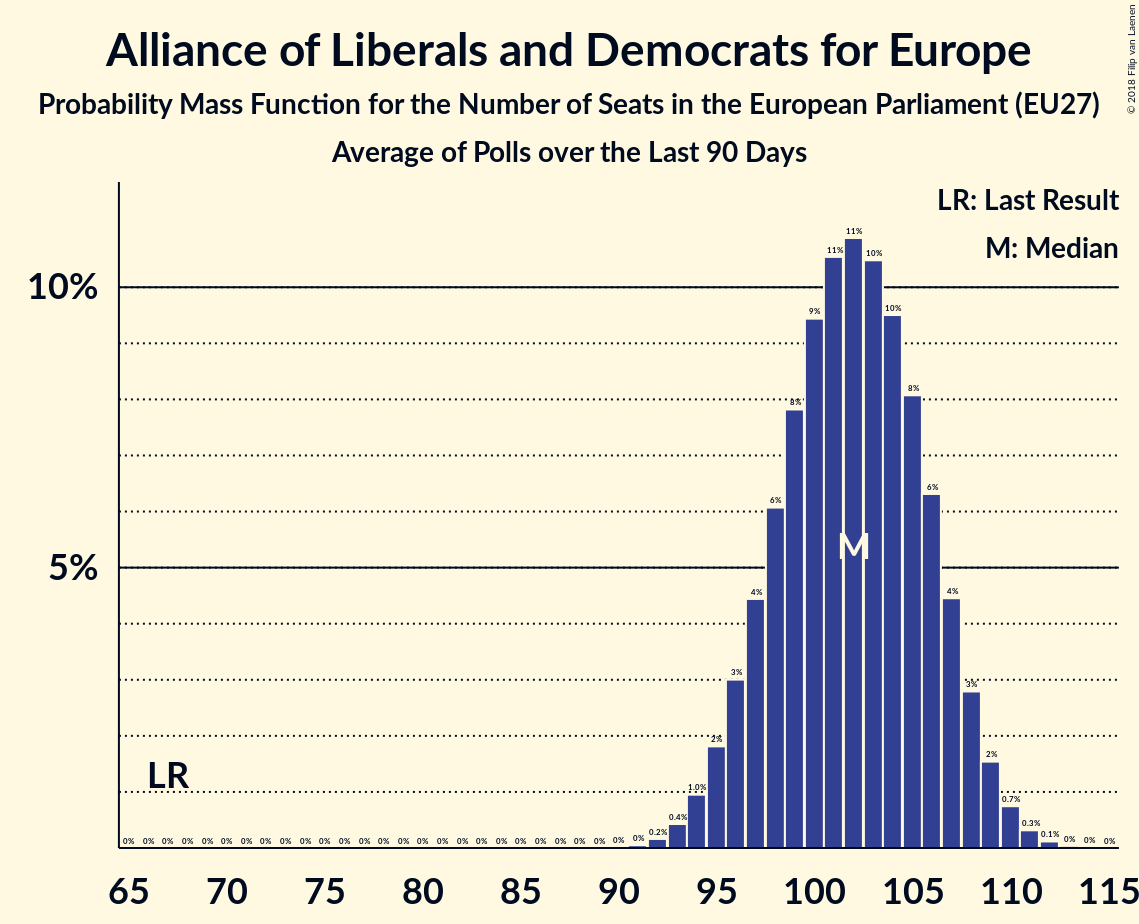 Alliance of Liberals and Democrats for Europe
Probability Mass Function for the Number of Seats in the European Parliament (EU27)
Average of Polls over the Last 90 Days
© 2018 Filip van Laenen
LR: Last Result
M: Median
10%
5%
LR
M
0% 0% 0% 0% 0% 0% 0% 0% 0% 0% 0% 0% 0% 0% 0% 0% 0% 0% 0% 0% 0% 0% 0% 0% 0% 0% 0% 0.2% 0.4% 1.0% 2% 3% 4% 6% 8% 9% 11% 11% 10% 10% 8% 6% 4% 3% 2% 0.7% 0.3% 0.1% 0% 0% 0%
65 70 75 80 85 90 95 100 105 110 115